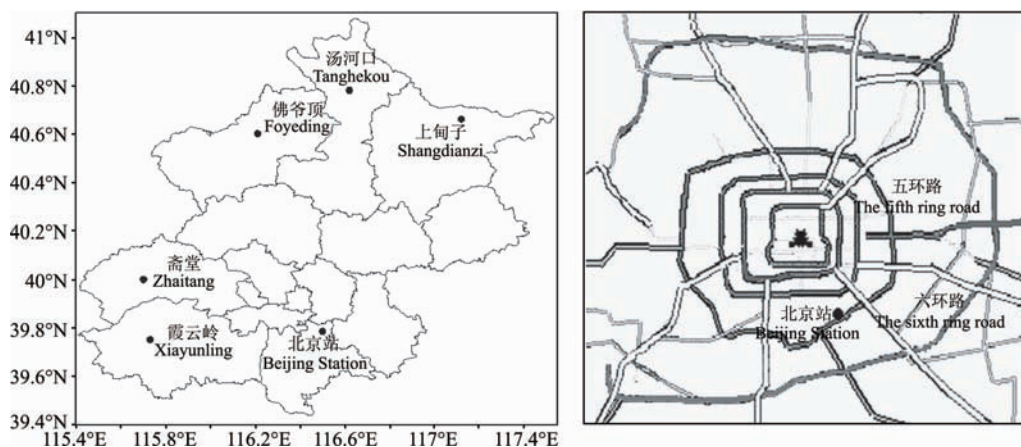 41°N
40.8°N
40.6°N
40.4°N
40.2°N
40°N
39.8°N
39.6°N
39.4°N
115.4°E
115.8°E
116.2°E
116.6°E
117°E
117.4°E
汤河口
Tanghekou
佛爷顶
Foyeding
上甸子
Shangdianzi
斋堂
Zhaitang
霞云岭
Xiayunling
北京站
Beijing Station
五环路
The fifth ring road
六环路
The sixth ring road
北京站
Beijing Station